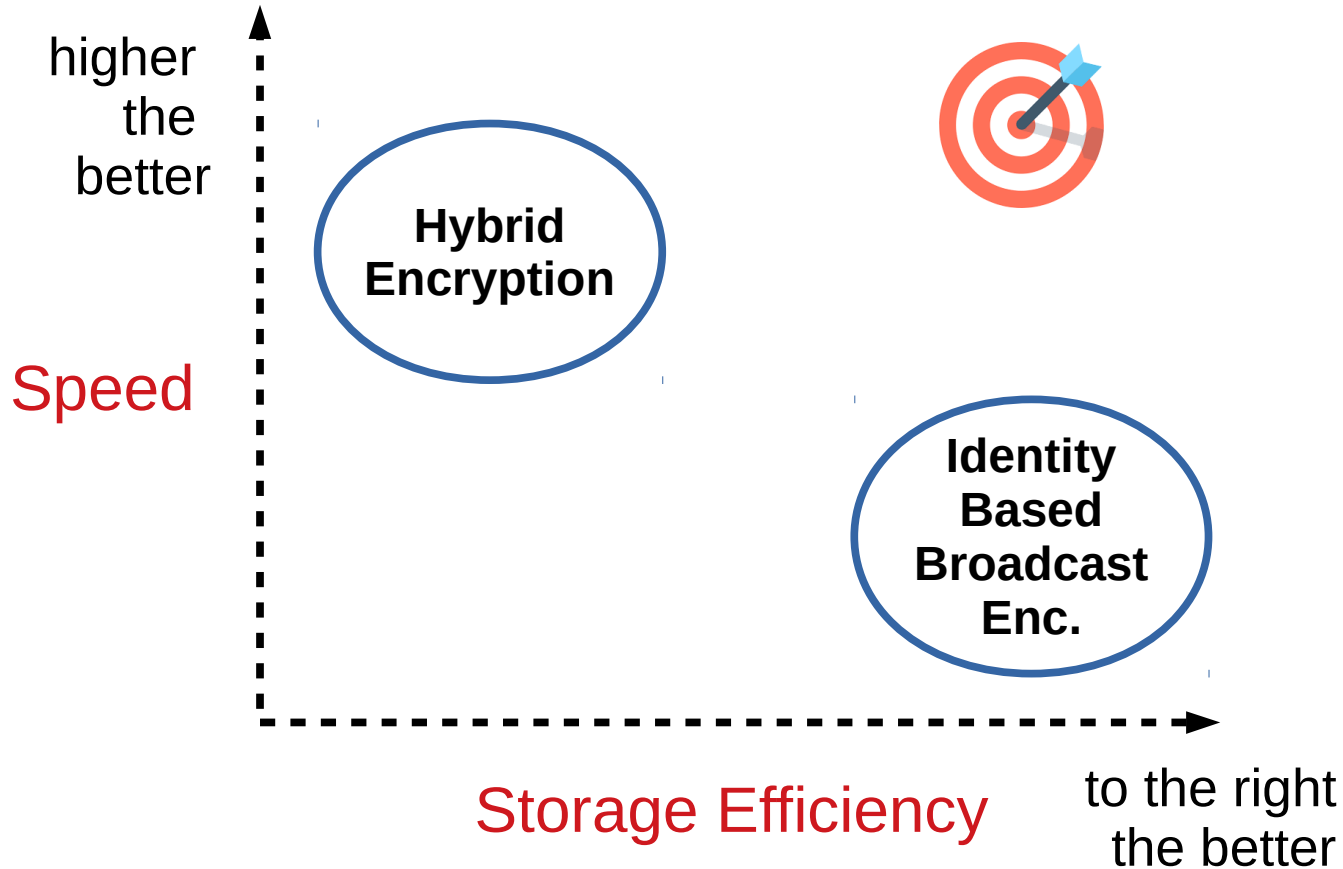 higher
the
better
Hybrid
Encryption
Speed
Identity
Based
Broadcast
Enc.
Storage Efficiency
to the right
the better